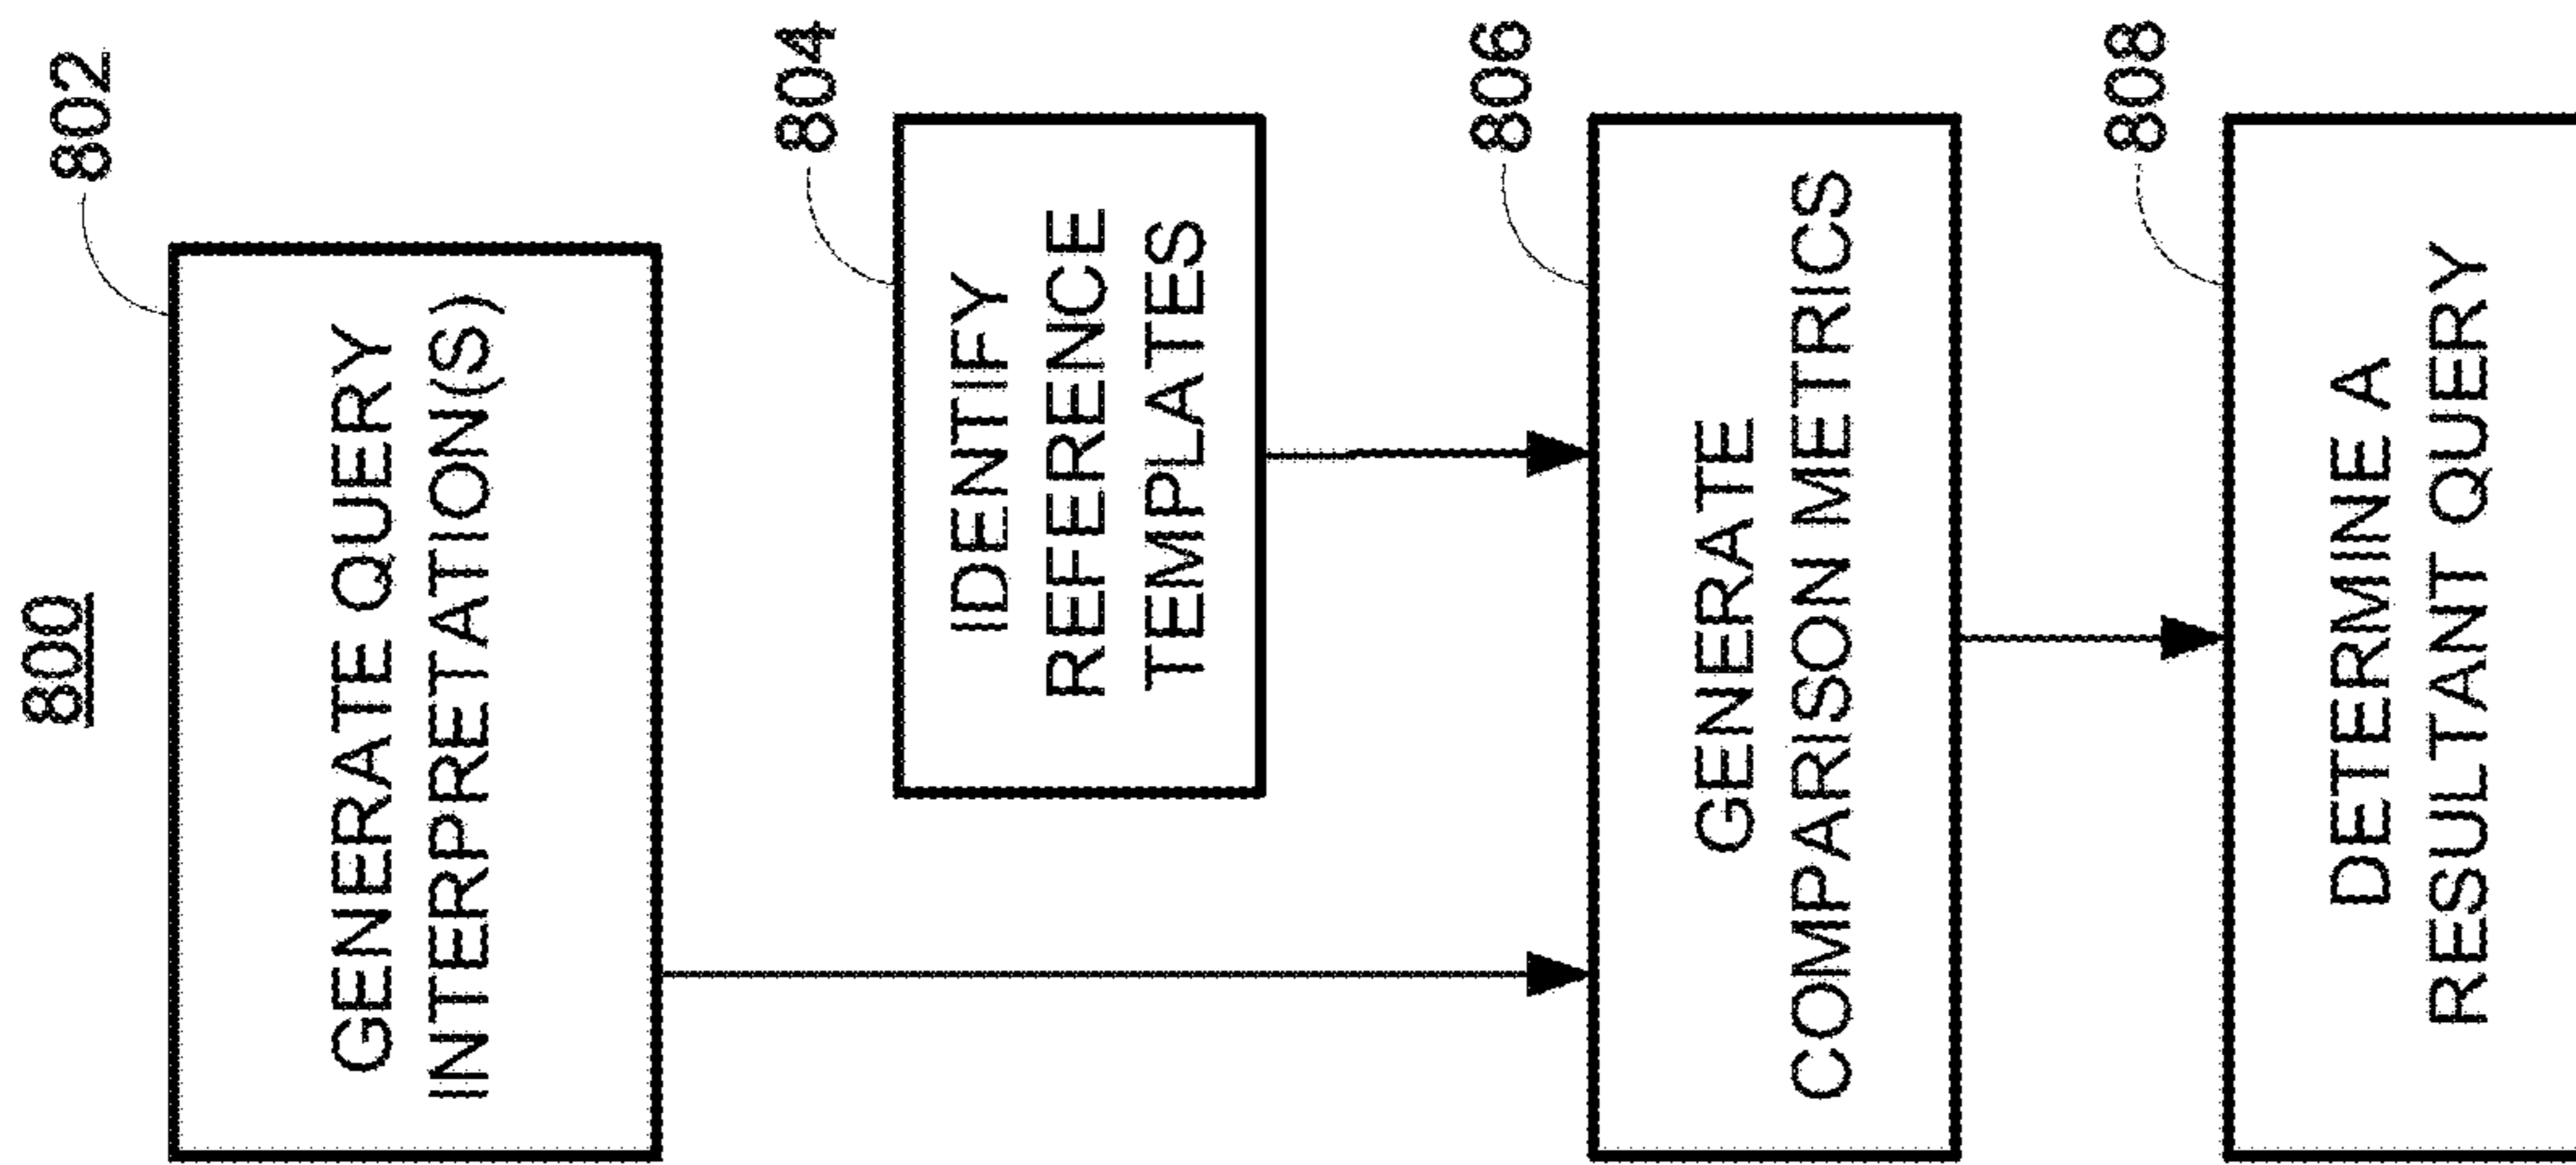 800
802
GENERATE QUERY
INTERPRETATION(S)
804
IDENTIFY
REFERENCE
TEMPLATES
806
GENERATE
COMPARISON METRICS
808
DETERMINE A
RESULTANT QUERY